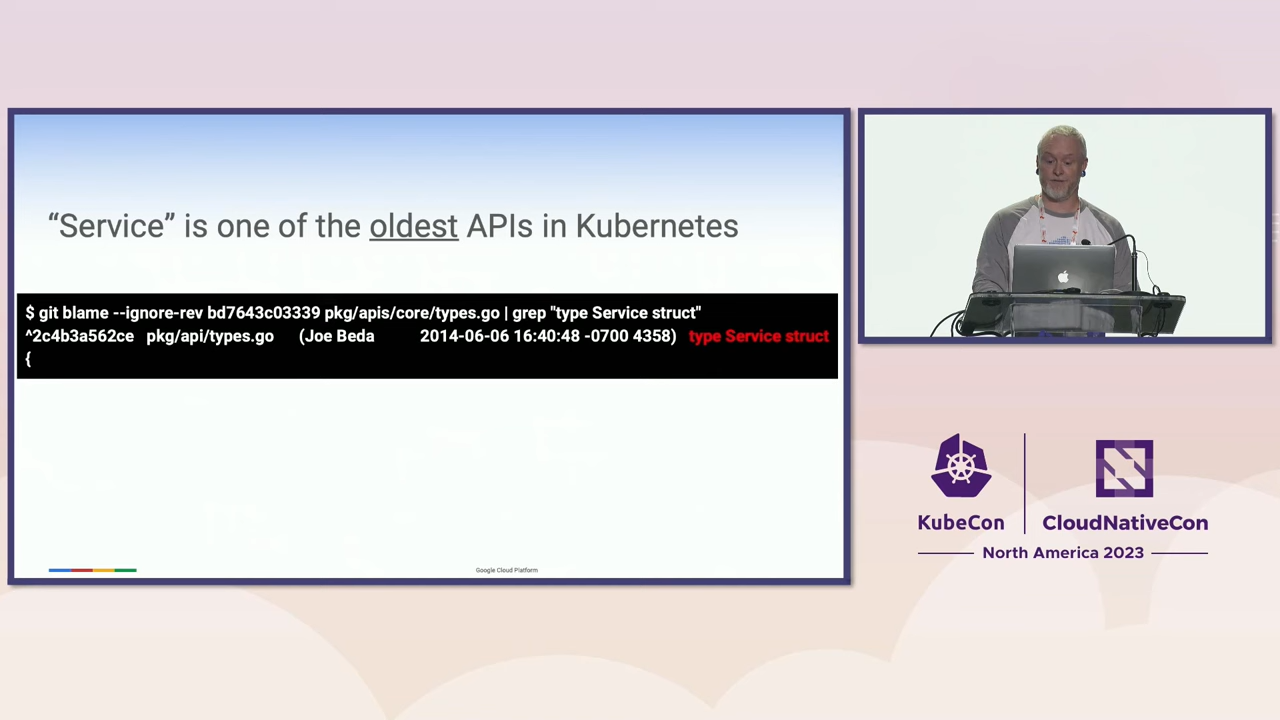 “Service” is one of the oldest APIs in Kubernetes
$ git blame --ignore-rev bd7643c03339 pkg/apis/core/types.go | grep "type Service struct"
^2c4b3a562ce pkg/api/types.go (Joe Beda 2014-06-06 16:40:48 -0700 4358) type Service struct
{
Google Cloud Platform
KubeCon
CloudNativeCon
North America 2023